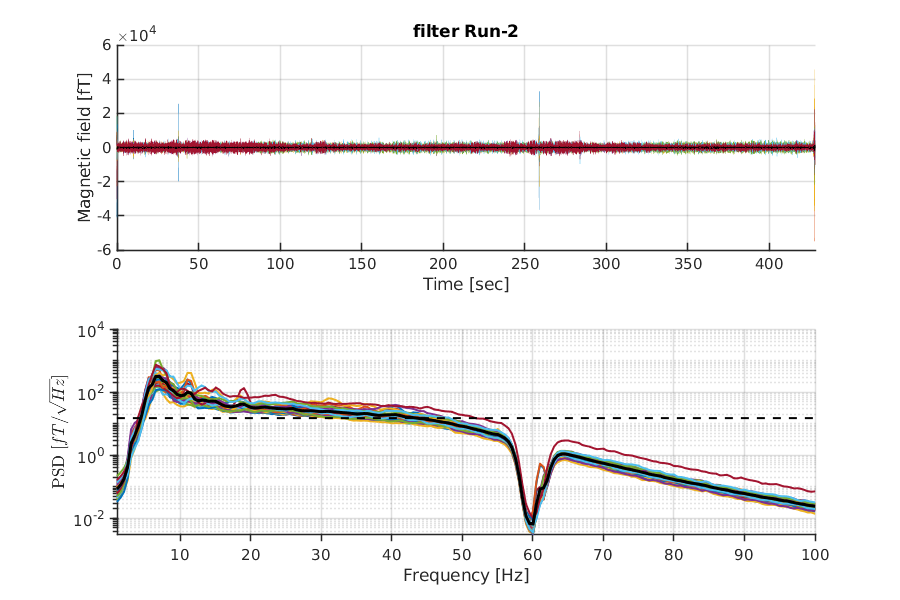 filter Run-2
×10⁴
6
4
2
0
-2
-4
-6
Magnetic field [fT]
0 50 100 150 200 250 300 350 400
Time [sec]
10⁴
10²
10⁰
10⁻²
PSD [fT/√Hz]
10 20 30 40 50 60 70 80 90 100
Frequency [Hz]